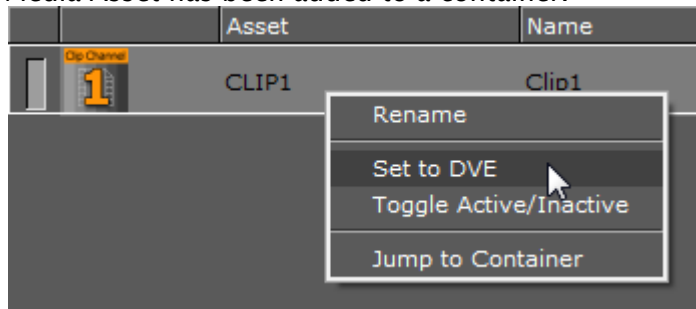 Media Asset has been added to a container.
Asset Name
Clip Channel
1
CLIP1 Clip1
Rename
Set to DVE
Toggle Active/Inactive
Jump to Container